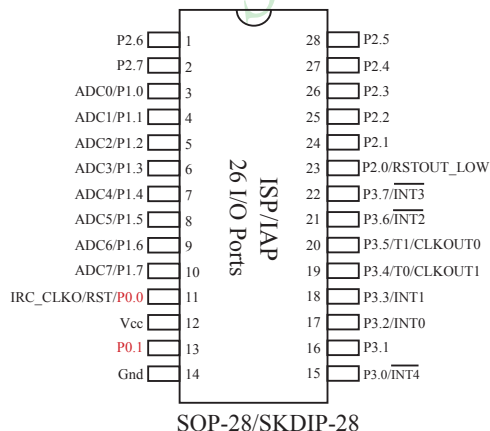 P2.6 1 28 P2.5
P2.7 2 27 P2.4
ADC0/P1.0 3 26 P2.3
ADC1/P1.1 4 25 P2.2
ADC2/P1.2 5 24 P2.1
ADC3/P1.3 6 23 P2.0/RSTOUT_LOW
ADC4/P1.4 7 22 P3.7/INT3
ADC5/P1.5 8 21 P3.6/INT2
ADC6/P1.6 9 20 P3.5/T1/CLKOUT0
ADC7/P1.7 10 19 P3.4/T0/CLKOUT1
IRC_CLKO/RST/P0.0 11 18 P3.3/INT1
Vcc 12 17 P3.2/INT0
P0.1 13 16 P3.1
Gnd 14 15 P3.0/INT4
ISP/IAP
26 I/O Ports
SOP-28/SKDIP-28